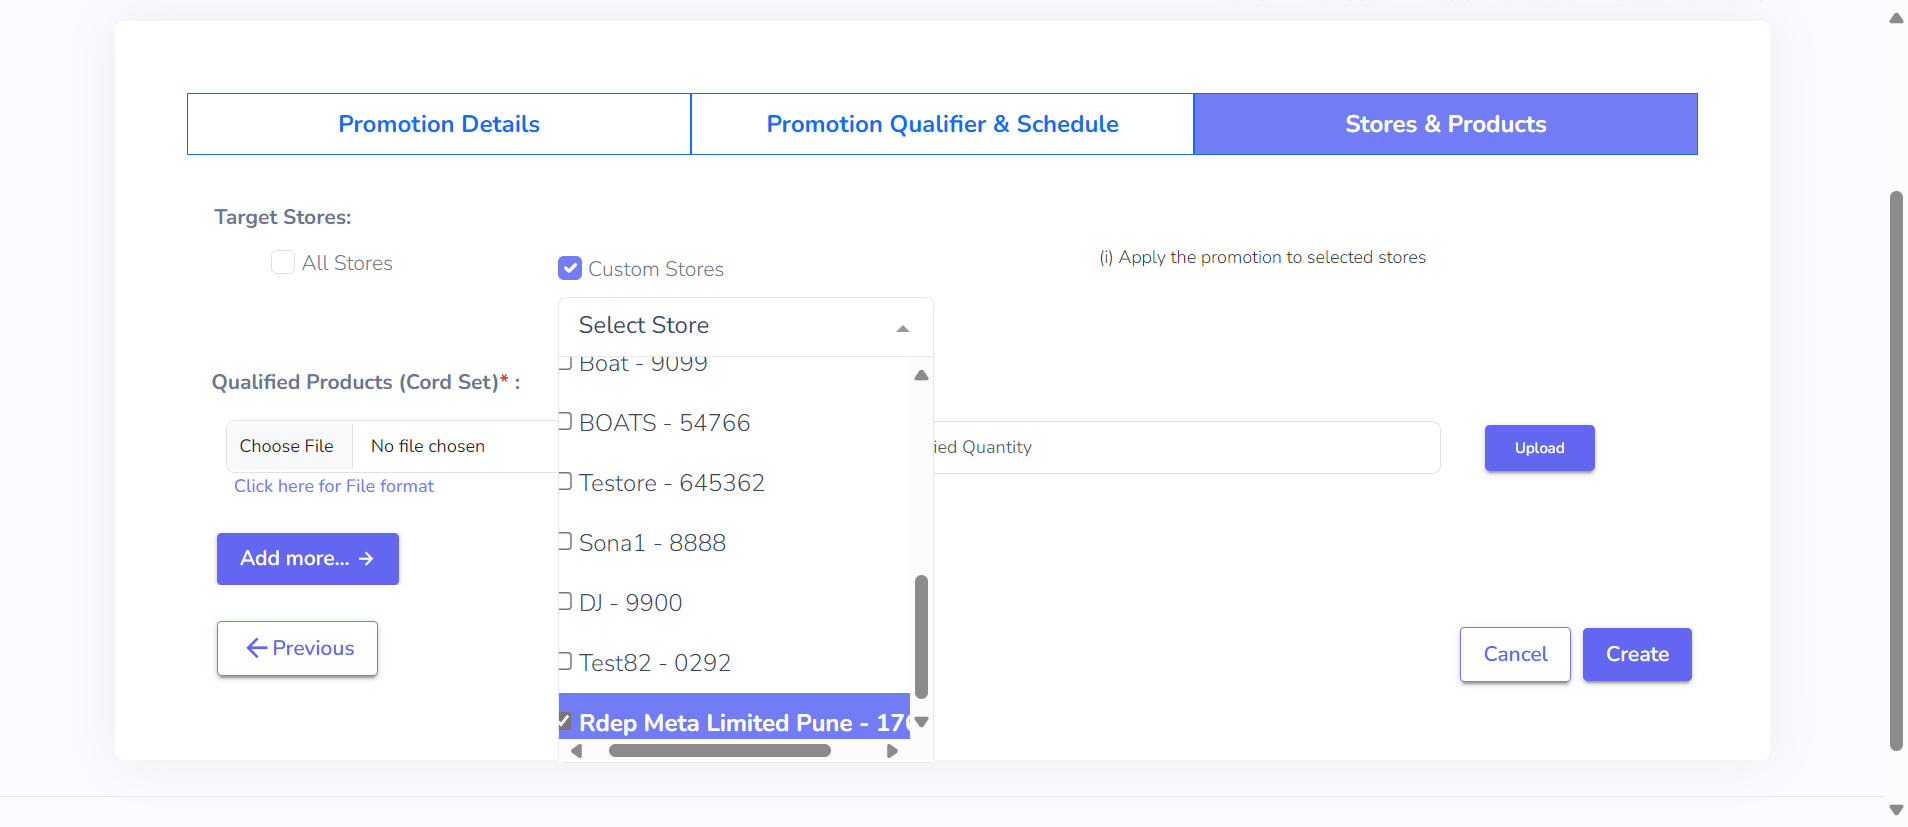 Promotion Details
Promotion Qualifier & Schedule
Stores & Products
Target Stores:
All Stores
Custom Stores
(i) Apply the promotion to selected stores
Select Store
Boat - 9099
Qualified Products (Cord Set)* :
BOATS - 54766
Choose File
No file chosen
ied Quantity
Upload
Click here for File format
Testore - 645362
Sona1 - 8888
Add more...
DJ - 9900
Previous
Test82 - 0292
Cancel
Create
Rdep Meta Limited Pune - 170